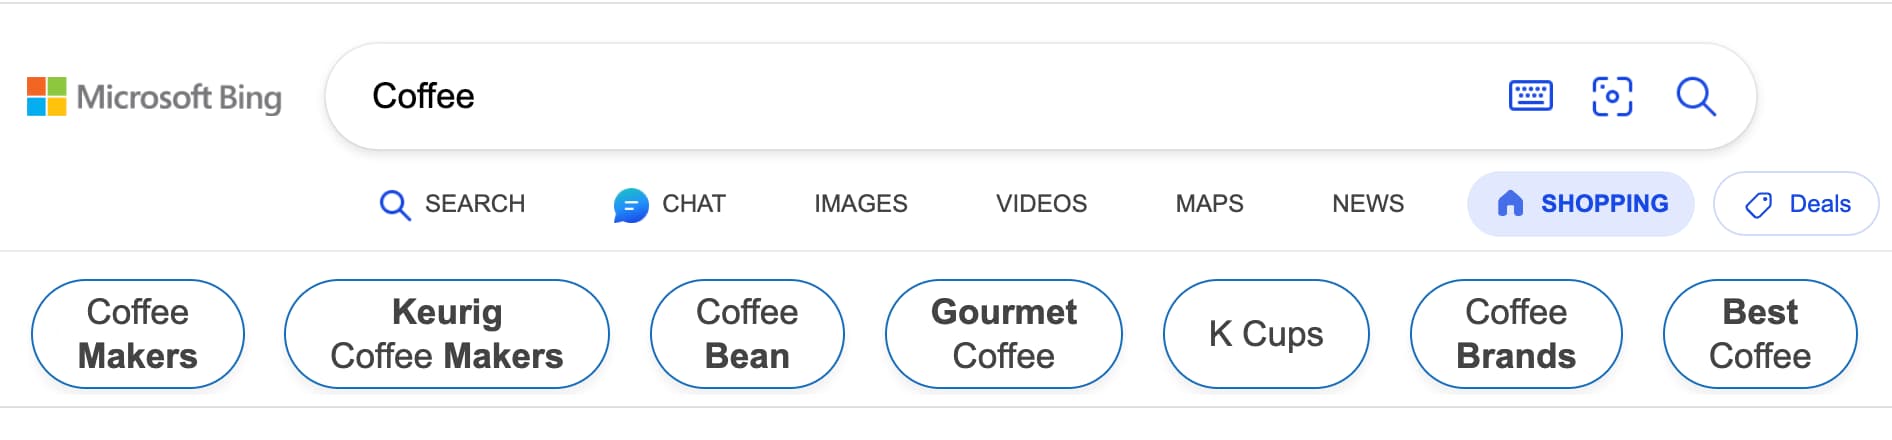 Microsoft Bing
Coffee
SEARCH CHAT IMAGES VIDEOS MAPS NEWS SHOPPING Deals
Coffee Makers
Keurig Coffee Makers
Coffee Bean
Gourmet Coffee
K Cups
Coffee Brands
Best Coffee